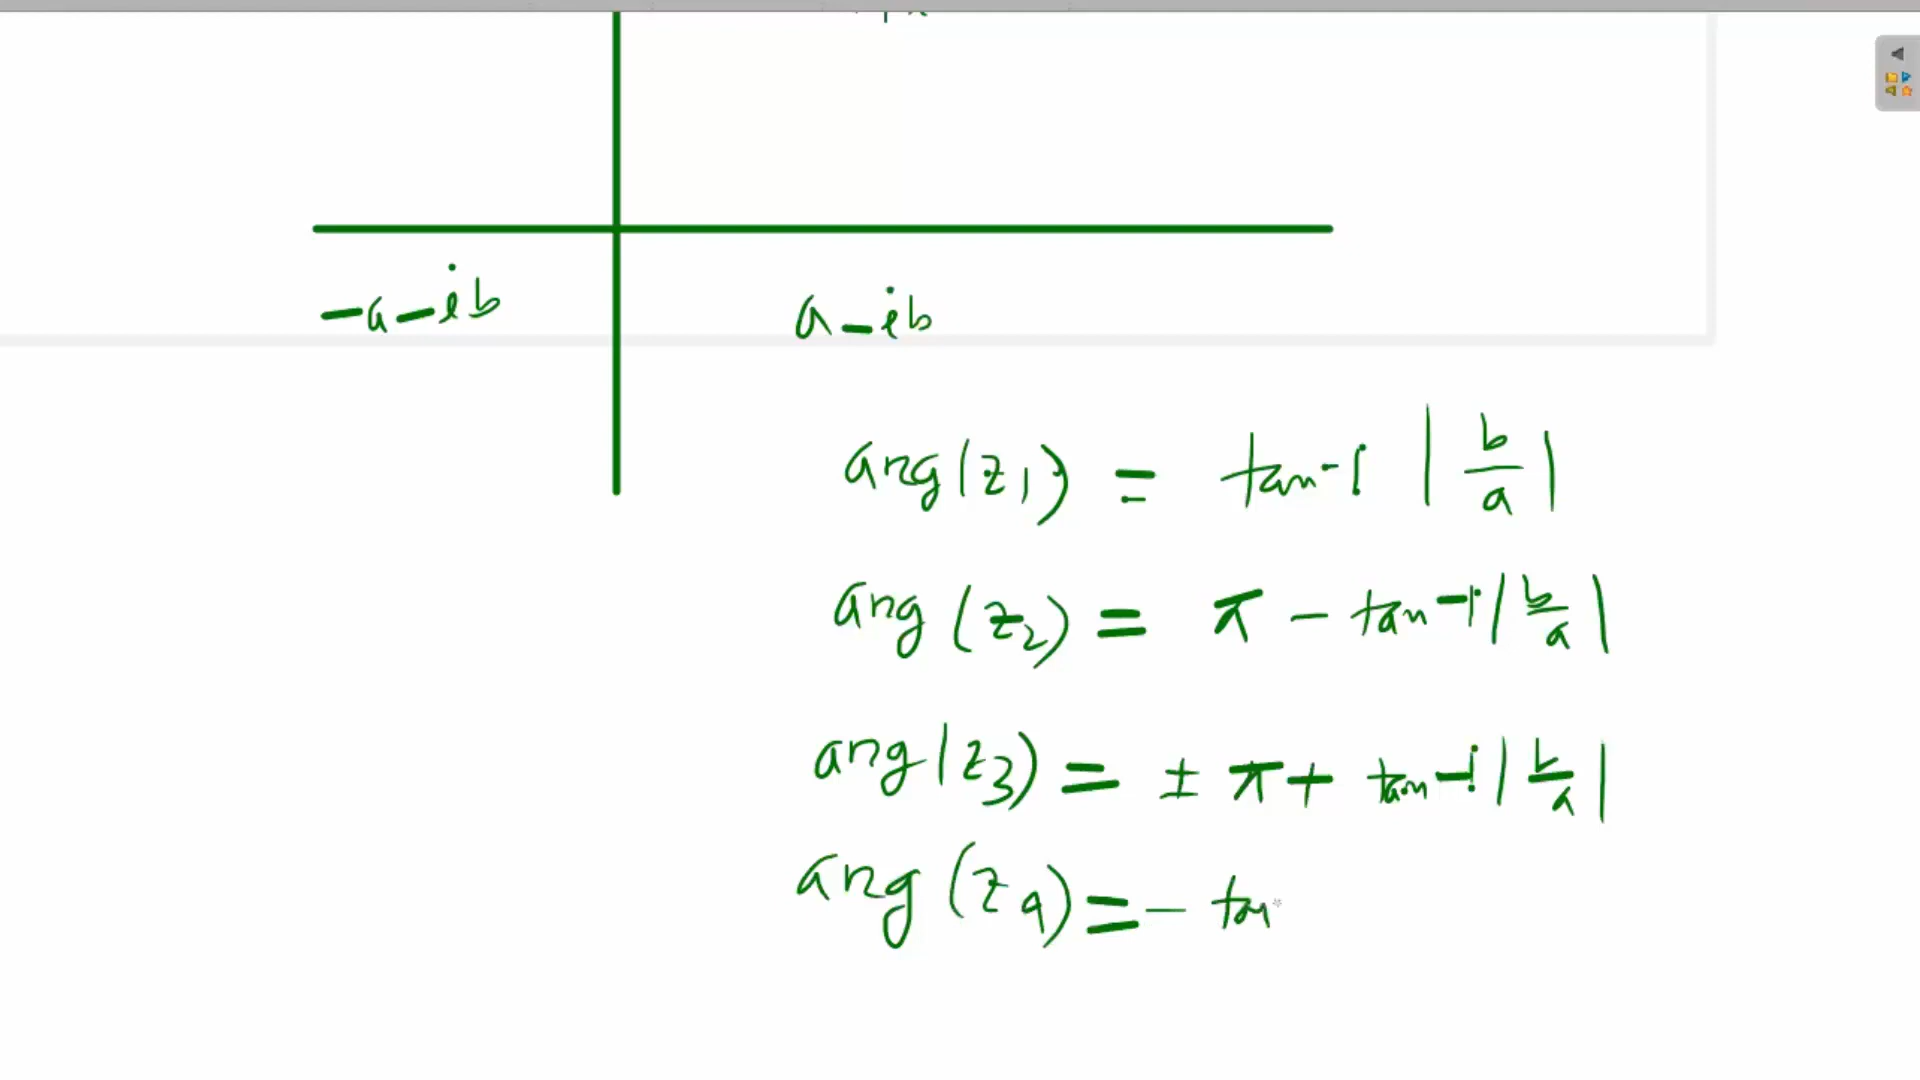 -a-ib
a-ib
arg(z1) = tan-1 |b/a|
arg(z2) = π - tan-1|b/a|
arg(z3) = ± π + tan-1|b/a|
arg(z4) = - tan